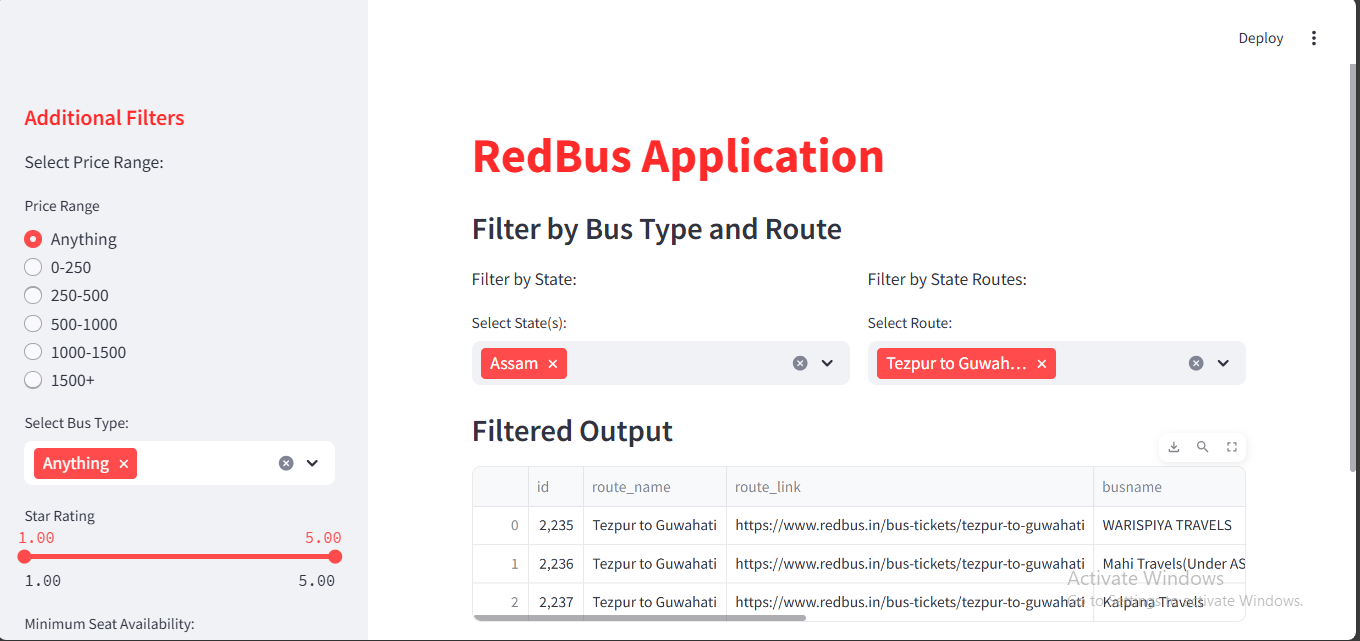 Deploy
Additional Filters
Select Price Range:
Price Range
Anything
0-250
250-500
500-1000
1000-1500
1500+
Select Bus Type:
Anything ×
Star Rating
1.00 5.00
1.00 5.00
Minimum Seat Availability:
RedBus Application
Filter by Bus Type and Route
Filter by State:
Select State(s):
Assam ×
Filter by State Routes:
Select Route:
Tezpur to Guwah... ×
Filtered Output
id route_name route_link busname
0 2,235 Tezpur to Guwahati https://www.redbus.in/bus-tickets/tezpur-to-guwahati WARISPIYA TRAVELS
1 2,236 Tezpur to Guwahati https://www.redbus.in/bus-tickets/tezpur-to-guwahati Mahi Travels(Under AS
2 2,237 Tezpur to Guwahati https://www.redbus.in/bus-tickets/tezpur-to-guwahati Kalpana Travels
Activate Windows
Go to Settings to activate Windows.